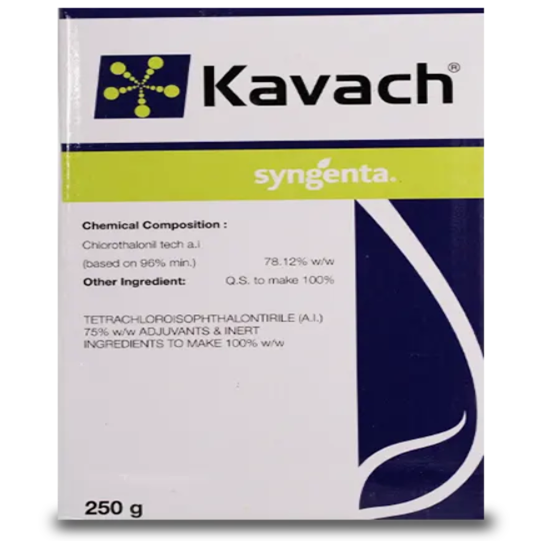 Kavach®
syngenta.
Chemical Composition :
Chlorothalonil tech a.i
(based on 96% min.) 78.12% w/w
Other Ingredient: Q.S. to make 100%
TETRACHLOROISOPHTHALONTIRILE (A.I.)
75% w/w ADJUVANTS & INERT
INGREDIENTS TO MAKE 100% w/w
250 g